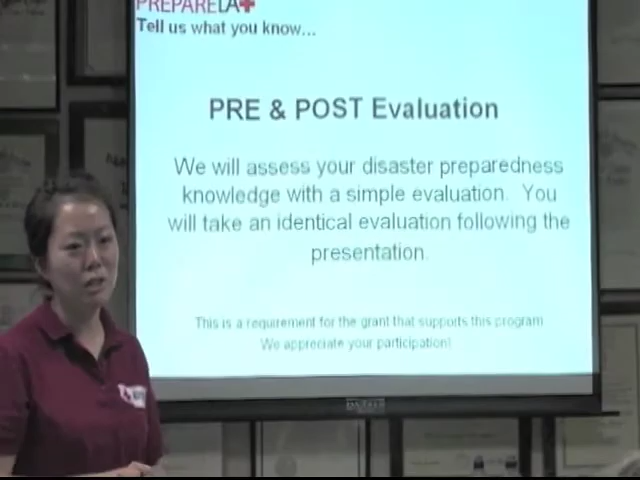 PREPARELA
Tell us what you know...
PRE & POST Evaluation
We will assess your disaster preparedness
knowledge with a simple evaluation. You
will take an identical evaluation following the
presentation.
This is a requirement for the grant that supports this program
We appreciate your participation!